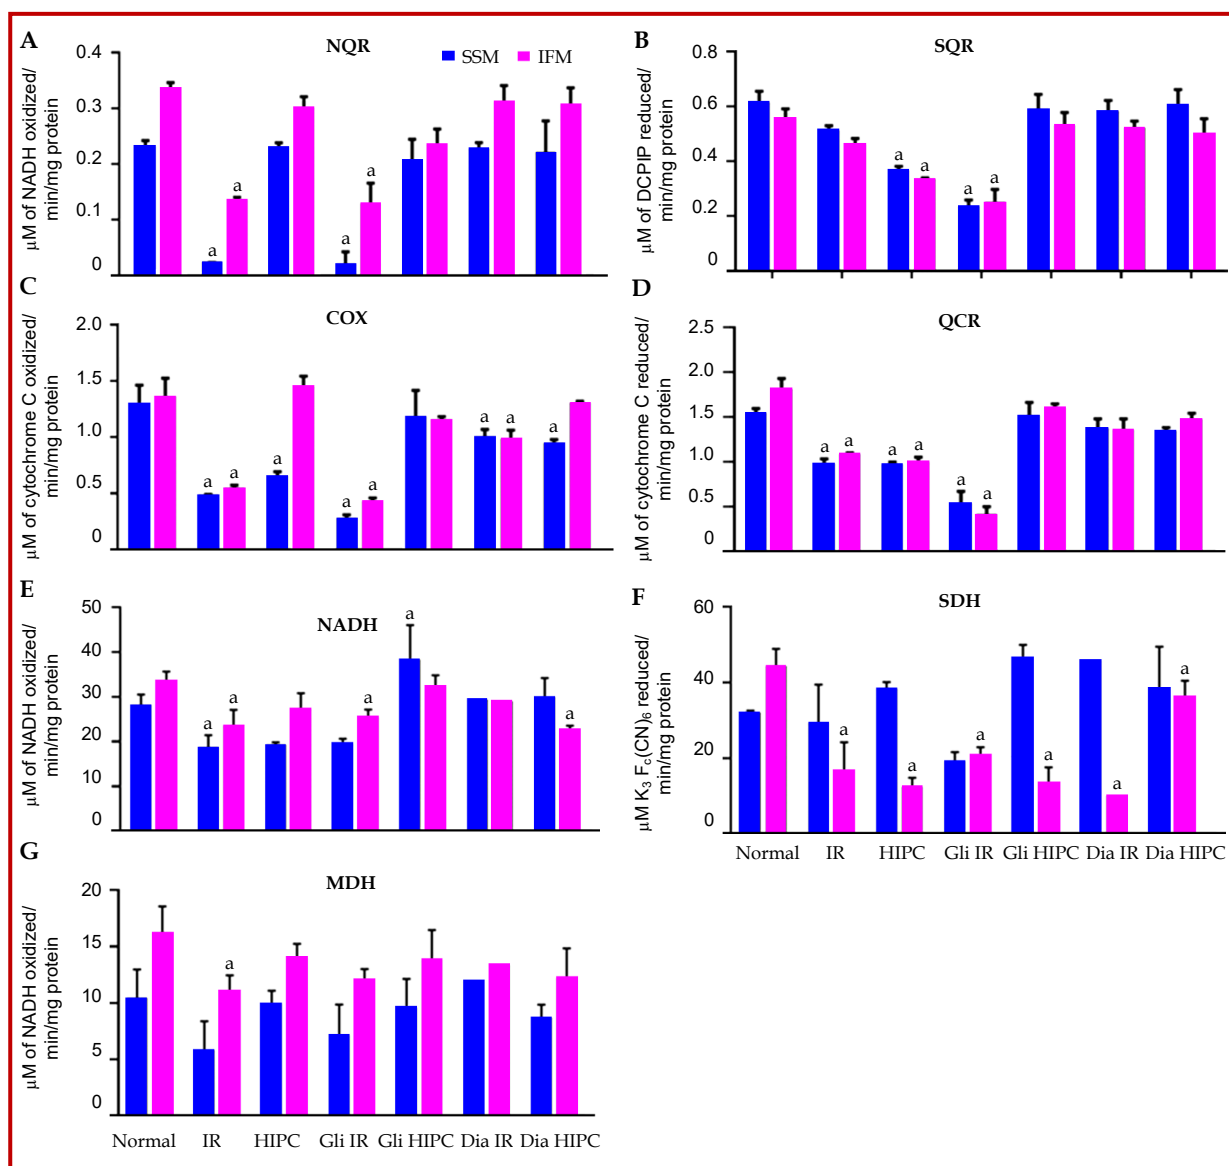 A
NQR
SSM
IFM
μM of NADH oxidized/
min/mg protein
0.4
0.3
0.2
0.1
0
a
a
a
a
B
SQR
μM of DCPIP reduced/
min/mg protein
0.8
0.6
0.4
0.2
0
a
a
a
a
C
COX
μM of cytochrome C oxidized/
min/mg protein
2.0
1.5
1.0
0.5
0
a
a
a
a
a
a
a
a
D
QCR
μM of cytochrome C reduced/
min/mg protein
2.5
2.0
1.5
1.0
0.5
0
a
a
a
a
a
a
E
NADH
μM of NADH oxidized/
min/mg protein
50
40
30
20
10
0
a
a
a
a
a
F
SDH
μM K₃ Fc(CN)₆ reduced/
min/mg protein
60
40
20
0
a
a
a
a
a
a
Normal
IR
HIPC
Gli IR
Gli HIPC
Dia IR
Dia HIPC
G
MDH
μM of NADH oxidized/
min/mg protein
20
15
10
5
0
a
Normal
IR
HIPC
Gli IR
Gli HIPC
Dia IR
Dia HIPC